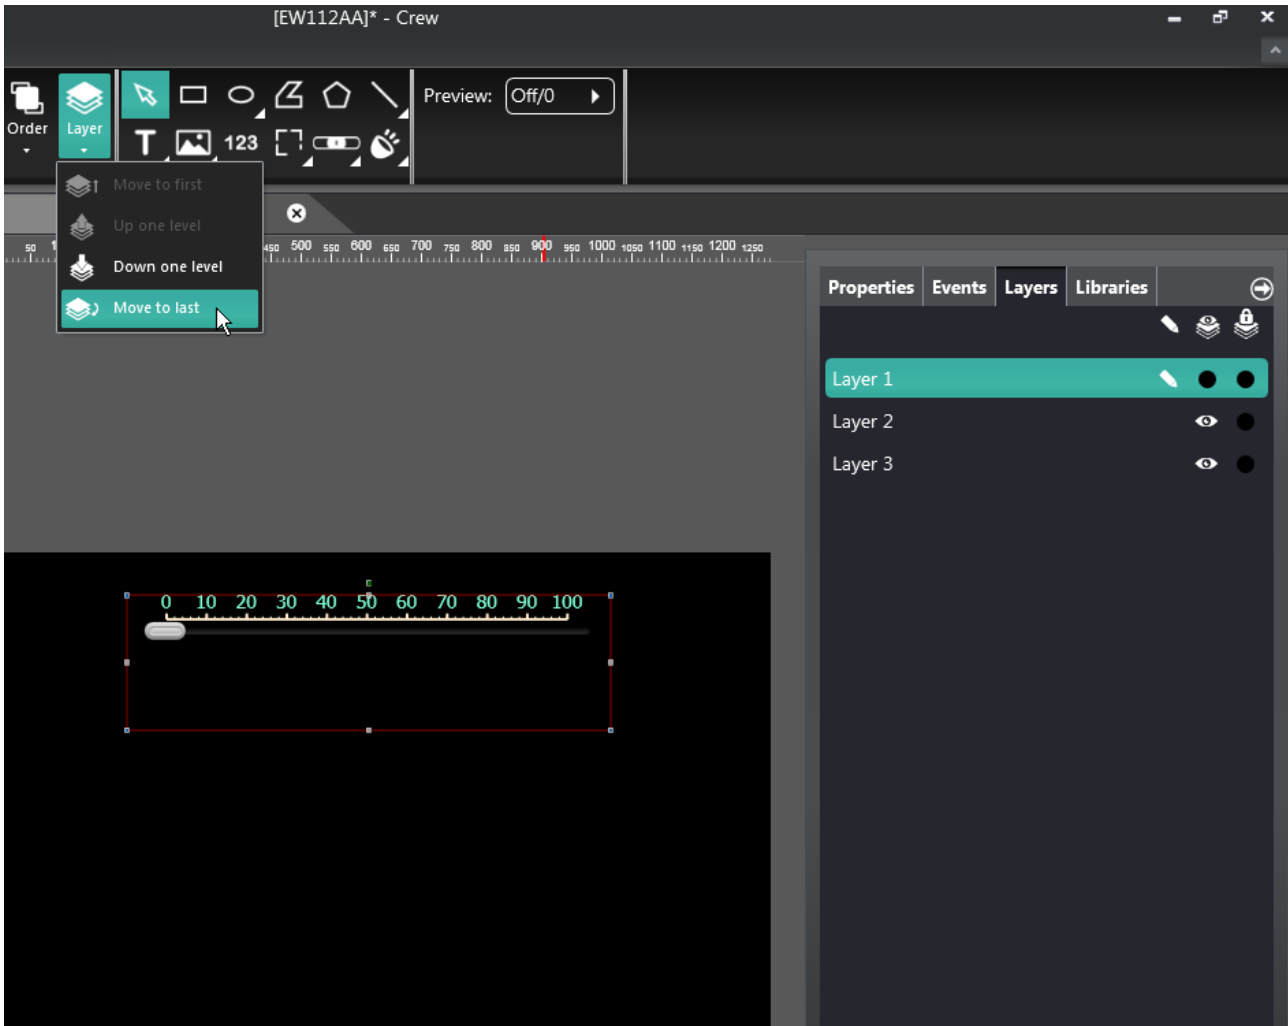 [EW112AA]* - Crew
Order
Layer
Preview: Off/0
T 123
Move to first
Up one level
Down one level
Move to last
50 1 450 500 550 600 650 700 750 800 850 900 950 1000 1050 1100 1150 1200 1250
Properties Events Layers Libraries
Layer 1
Layer 2
Layer 3
0 10 20 30 40 50 60 70 80 90 100